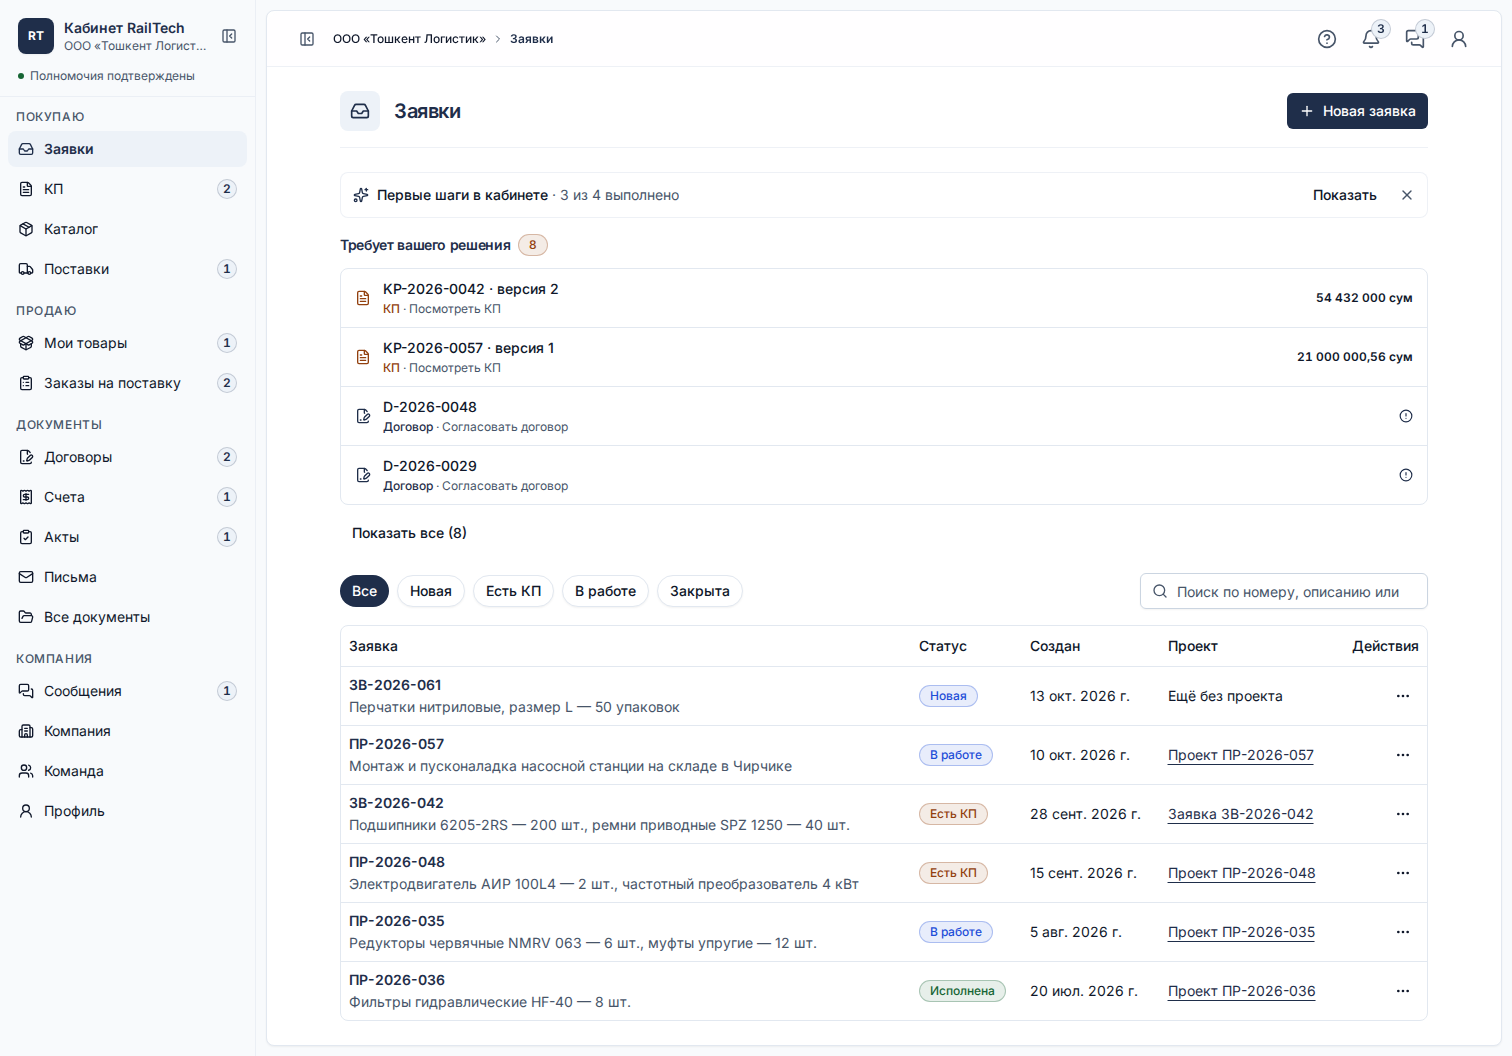 RT
Кабинет RailTech
ООО «Тошкент Логист...
Полномочия подтверждены
ПОКУПАЮ
Заявки
КП 2
Каталог
Поставки 1
ПРОДАЮ
Мои товары 1
Заказы на поставку 2
ДОКУМЕНТЫ
Договоры 2
Счета 1
Акты 1
Письма
Все документы
КОМПАНИЯ
Сообщения 1
Компания
Команда
Профиль
ООО «Тошкент Логистик» > Заявки
3
1
Заявки
+ Новая заявка
Первые шаги в кабинете · 3 из 4 выполнено
Показать
Требует вашего решения 8
KP-2026-0042 · версия 2
КП · Посмотреть КП
54 432 000 сум
KP-2026-0057 · версия 1
КП · Посмотреть КП
21 000 000,56 сум
D-2026-0048
Договор · Согласовать договор
D-2026-0029
Договор · Согласовать договор
Показать все (8)
Все Новая Есть КП В работе Закрыта
Поиск по номеру, описанию или
Заявка Статус Создан Проект Действия
ЗВ-2026-061
Перчатки нитриловые, размер L — 50 упаковок
Новая 13 окт. 2026 г. Ещё без проекта
ПР-2026-057
Монтаж и пусконаладка насосной станции на складе в Чирчике
В работе 10 окт. 2026 г. Проект ПР-2026-057
ЗВ-2026-042
Подшипники 6205-2RS — 200 шт., ремни приводные SPZ 1250 — 40 шт.
Есть КП 28 сент. 2026 г. Заявка ЗВ-2026-042
ПР-2026-048
Электродвигатель АИР 100L4 — 2 шт., частотный преобразователь 4 кВт
Есть КП 15 сент. 2026 г. Проект ПР-2026-048
ПР-2026-035
Редукторы червячные NMRV 063 — 6 шт., муфты упругие — 12 шт.
В работе 5 авг. 2026 г. Проект ПР-2026-035
ПР-2026-036
Фильтры гидравлические HF-40 — 8 шт.
Исполнена 20 июл. 2026 г. Проект ПР-2026-036